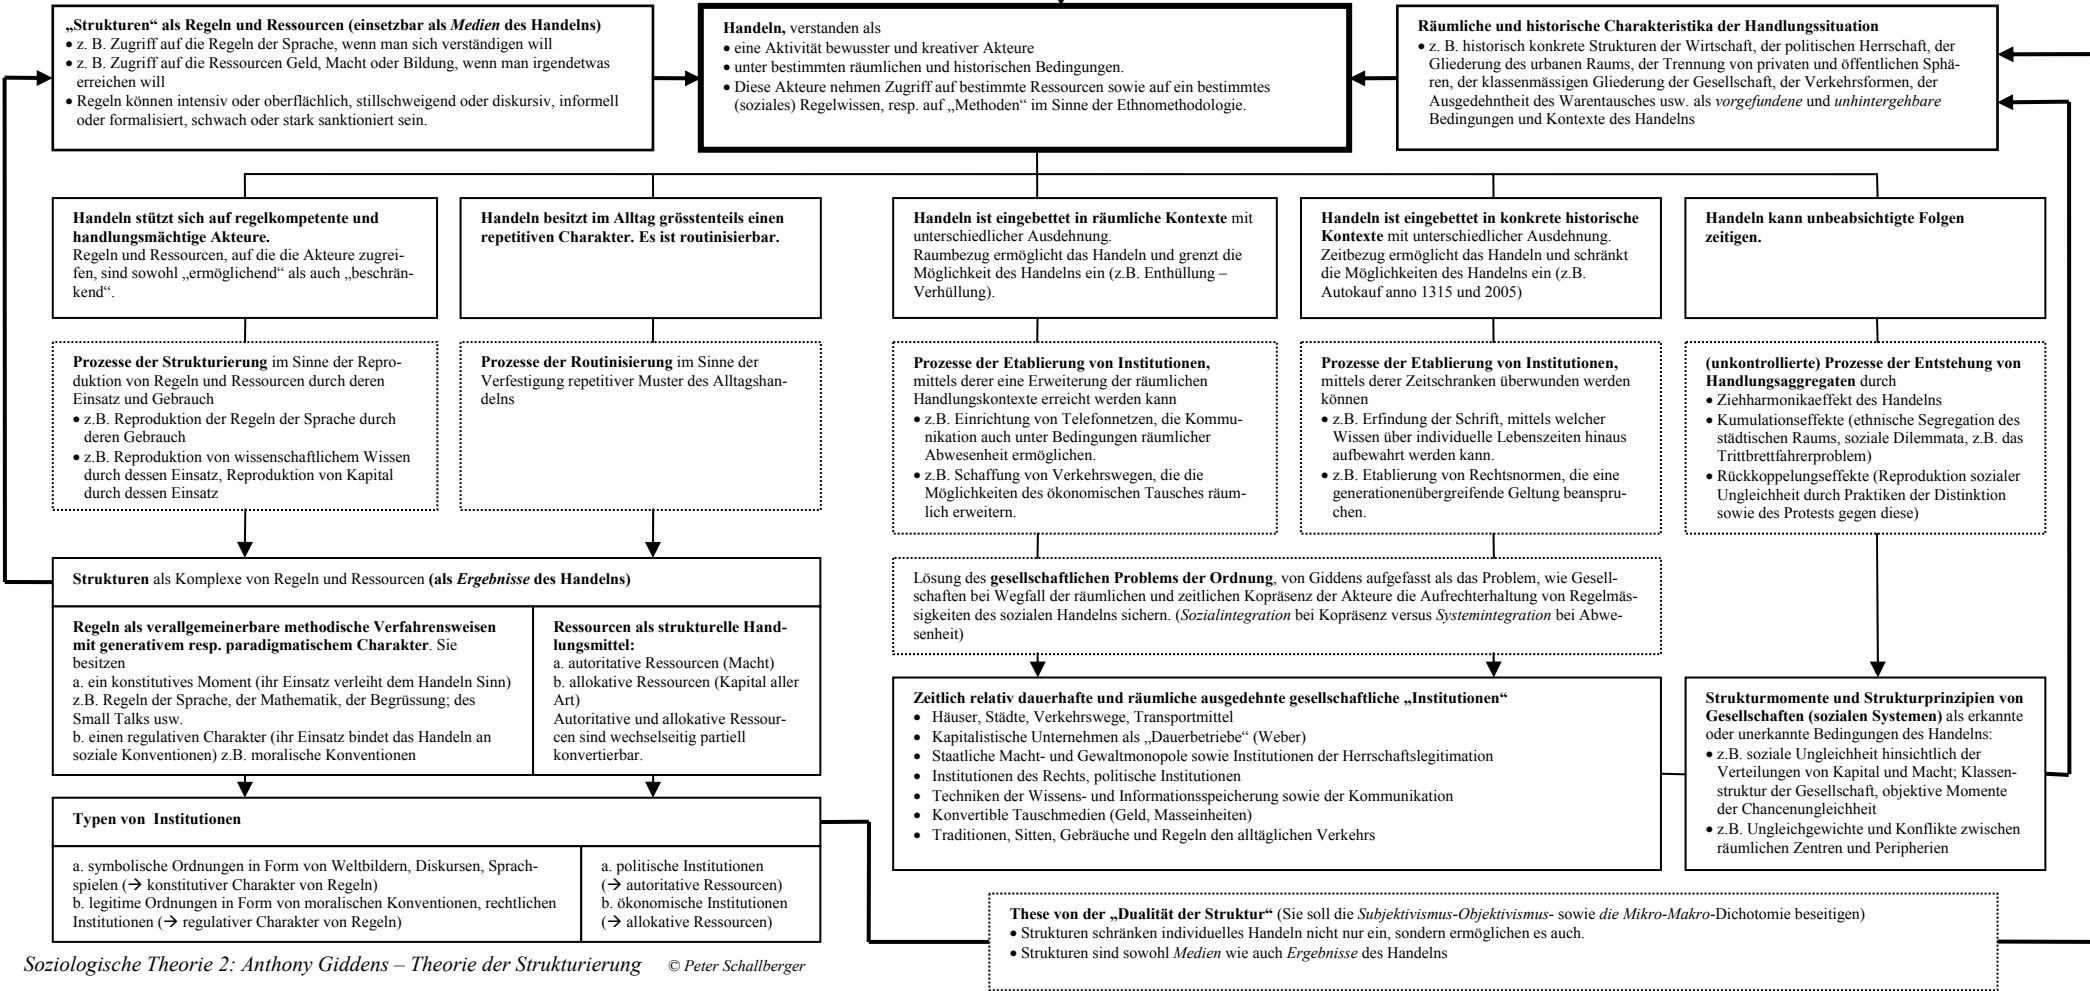 „Strukturen“ als Regeln und Ressourcen (einsetzbar als Medien des Handelns)
• z. B. Zugriff auf die Regeln der Sprache, wenn man sich verständigen will
• z. B. Zugriff auf die Ressourcen Geld, Macht oder Bildung, wenn man irgendetwas
erreichen will
• Regeln können intensiv oder oberflächlich, stillschweigend oder diskursiv, informell
oder formalisiert, schwach oder stark sanktioniert sein.
Handeln, verstanden als
• eine Aktivität bewusster und kreativer Akteure
• unter bestimmten räumlichen und historischen Bedingungen.
• Diese Akteure nehmen Zugriff auf bestimmte Ressourcen sowie auf ein bestimmtes
(soziales) Regelwissen, resp. auf „Methoden“ im Sinne der Ethnomethodologie.
Räumliche und historische Charakteristika der Handlungssituation
• z. B. historisch konkrete Strukturen der Wirtschaft, der politischen Herrschaft, der
Gliederung des urbanen Raums, der Trennung von privaten und öffentlichen Sphä-
ren, der klassenmässigen Gliederung der Gesellschaft, der Verkehrsformen, der
Ausgedehntheit des Warentausches usw. als vorgefundene und unhintergehbare
Bedingungen und Kontexte des Handelns
Handeln stützt sich auf regelkompetente und
handlungsmächtige Akteure.
Regeln und Ressourcen, auf die die Akteure zugrei-
fen, sind sowohl „ermöglichend“ als auch „beschrän-
kend“.
Handeln besitzt im Alltag grösstenteils einen
repetitiven Charakter. Es ist routinisierbar.
Handeln ist eingebettet in räumliche Kontexte mit
unterschiedlicher Ausdehnung.
Raumbezug ermöglicht das Handeln und grenzt die
Möglichkeit des Handelns ein (z.B. Enthüllung –
Verhüllung).
Handeln ist eingebettet in konkrete historische
Kontexte mit unterschiedlicher Ausdehnung.
Zeitbezug ermöglicht das Handeln und schränkt
die Möglichkeiten des Handelns ein (z.B.
Autokauf anno 1315 und 2005)
Handeln kann unbeabsichtigte Folgen
zeitigen.
Prozesse der Strukturierung im Sinne der Repro-
duktion von Regeln und Ressourcen durch deren
Einsatz und Gebrauch
• z.B. Reproduktion der Regeln der Sprache durch
deren Gebrauch
• z.B. Reproduktion von wissenschaftlichem Wissen
durch dessen Einsatz, Reproduktion von Kapital
durch dessen Einsatz
Prozesse der Routinisierung im Sinne der
Verfestigung repetitiver Muster des Alltagshan-
delns
Prozesse der Etablierung von Institutionen,
mittels derer eine Erweiterung der räumlichen
Handlungskontexte erreicht werden kann
• z.B. Einrichtung von Telefonnetzen, die Kommu-
nikation auch unter Bedingungen räumlicher
Abwesenheit ermöglichen.
• z.B. Schaffung von Verkehrswegen, die die
Möglichkeiten des ökonomischen Tausches räum-
lich erweitern.
Prozesse der Etablierung von Institutionen,
mittels derer Zeitschranken überwunden werden
können
• z.B. Erfindung der Schrift, mittels welcher
Wissen über individuelle Lebenszeiten hinaus
aufbewahrt werden kann.
• z.B. Etablierung von Rechtsnormen, die eine
generationenübergreifende Geltung beanspru-
chen.
(unkontrollierte) Prozesse der Entstehung von
Handlungsaggregaten durch
• Ziehharmonikaeffekt des Handelns
• Kumulationseffekte (ethnische Segregation des
städtischen Raums, soziale Dilemmata, z.B. das
Trittbrettfahrerproblem)
• Rückkoppelungseffekte (Reproduktion sozialer
Ungleichheit durch Praktiken der Distinktion
sowie des Protests gegen diese)
Strukturen als Komplexe von Regeln und Ressourcen (als Ergebnisse des Handelns)
Regeln als verallgemeinerbare methodische Verfahrensweisen
mit generativem resp. paradigmatischem Charakter. Sie
besitzen
a. ein konstitutives Moment (ihr Einsatz verleiht dem Handeln Sinn)
z.B. Regeln der Sprache, der Mathematik, der Begrüssung; des
Small Talks usw.
b. einen regulativen Charakter (ihr Einsatz bindet das Handeln an
soziale Konventionen) z.B. moralische Konventionen
Ressourcen als strukturelle Hand-
lungsmittel:
a. autoritative Ressourcen (Macht)
b. allokative Ressourcen (Kapital aller
Art)
Autoritative und allokative Ressour-
cen sind wechselseitig partiell
konvertierbar.
Lösung des gesellschaftlichen Problems der Ordnung, von Giddens aufgefasst als das Problem, wie Gesell-
schaften bei Wegfall der räumlichen und zeitlichen Kopräsenz der Akteure die Aufrechterhaltung von Regelmäs-
sigkeiten des sozialen Handelns sichern. (Sozialintegration bei Kopräsenz versus Systemintegration bei Abwe-
senheit)
Zeitlich relativ dauerhafte und räumliche ausgedehnte gesellschaftliche „Institutionen“
• Häuser, Städte, Verkehrswege, Transportmittel
• Kapitalistische Unternehmen als „Dauerbetriebe“ (Weber)
• Staatliche Macht- und Gewaltmonopole sowie Institutionen der Herrschaftslegitimation
• Institutionen des Rechts, politische Institutionen
• Techniken der Wissens- und Informationsspeicherung sowie der Kommunikation
• Konvertible Tauschmedien (Geld, Masseinheiten)
• Traditionen, Sitten, Gebräuche und Regeln den alltäglichen Verkehrs
Strukturmomente und Strukturprinzipien von
Gesellschaften (sozialen Systemen) als erkannte
oder unerkannte Bedingungen des Handelns:
• z.B. soziale Ungleichheit hinsichtlich der
Verteilungen von Kapital und Macht; Klassen-
struktur der Gesellschaft, objektive Momente
der Chancenungleichheit
• z.B. Ungleichgewichte und Konflikte zwischen
räumlichen Zentren und Peripherien
Typen von Institutionen
a. symbolische Ordnungen in Form von Weltbildern, Diskursen, Sprach-
spielen (→ konstitutiver Charakter von Regeln)
b. legitime Ordnungen in Form von moralischen Konventionen, rechtlichen
Institutionen (→ regulativer Charakter von Regeln)
a. politische Institutionen
(→ autoritative Ressourcen)
b. ökonomische Institutionen
(→ allokative Ressourcen)
These von der „Dualität der Struktur“ (Sie soll die Subjektivismus-Objektivismus- sowie die Mikro-Makro-Dichotomie beseitigen)
• Strukturen schränken individuelles Handeln nicht nur ein, sondern ermöglichen es auch.
• Strukturen sind sowohl Medien wie auch Ergebnisse des Handelns
Soziologische Theorie 2: Anthony Giddens – Theorie der Strukturierung © Peter Schallberger